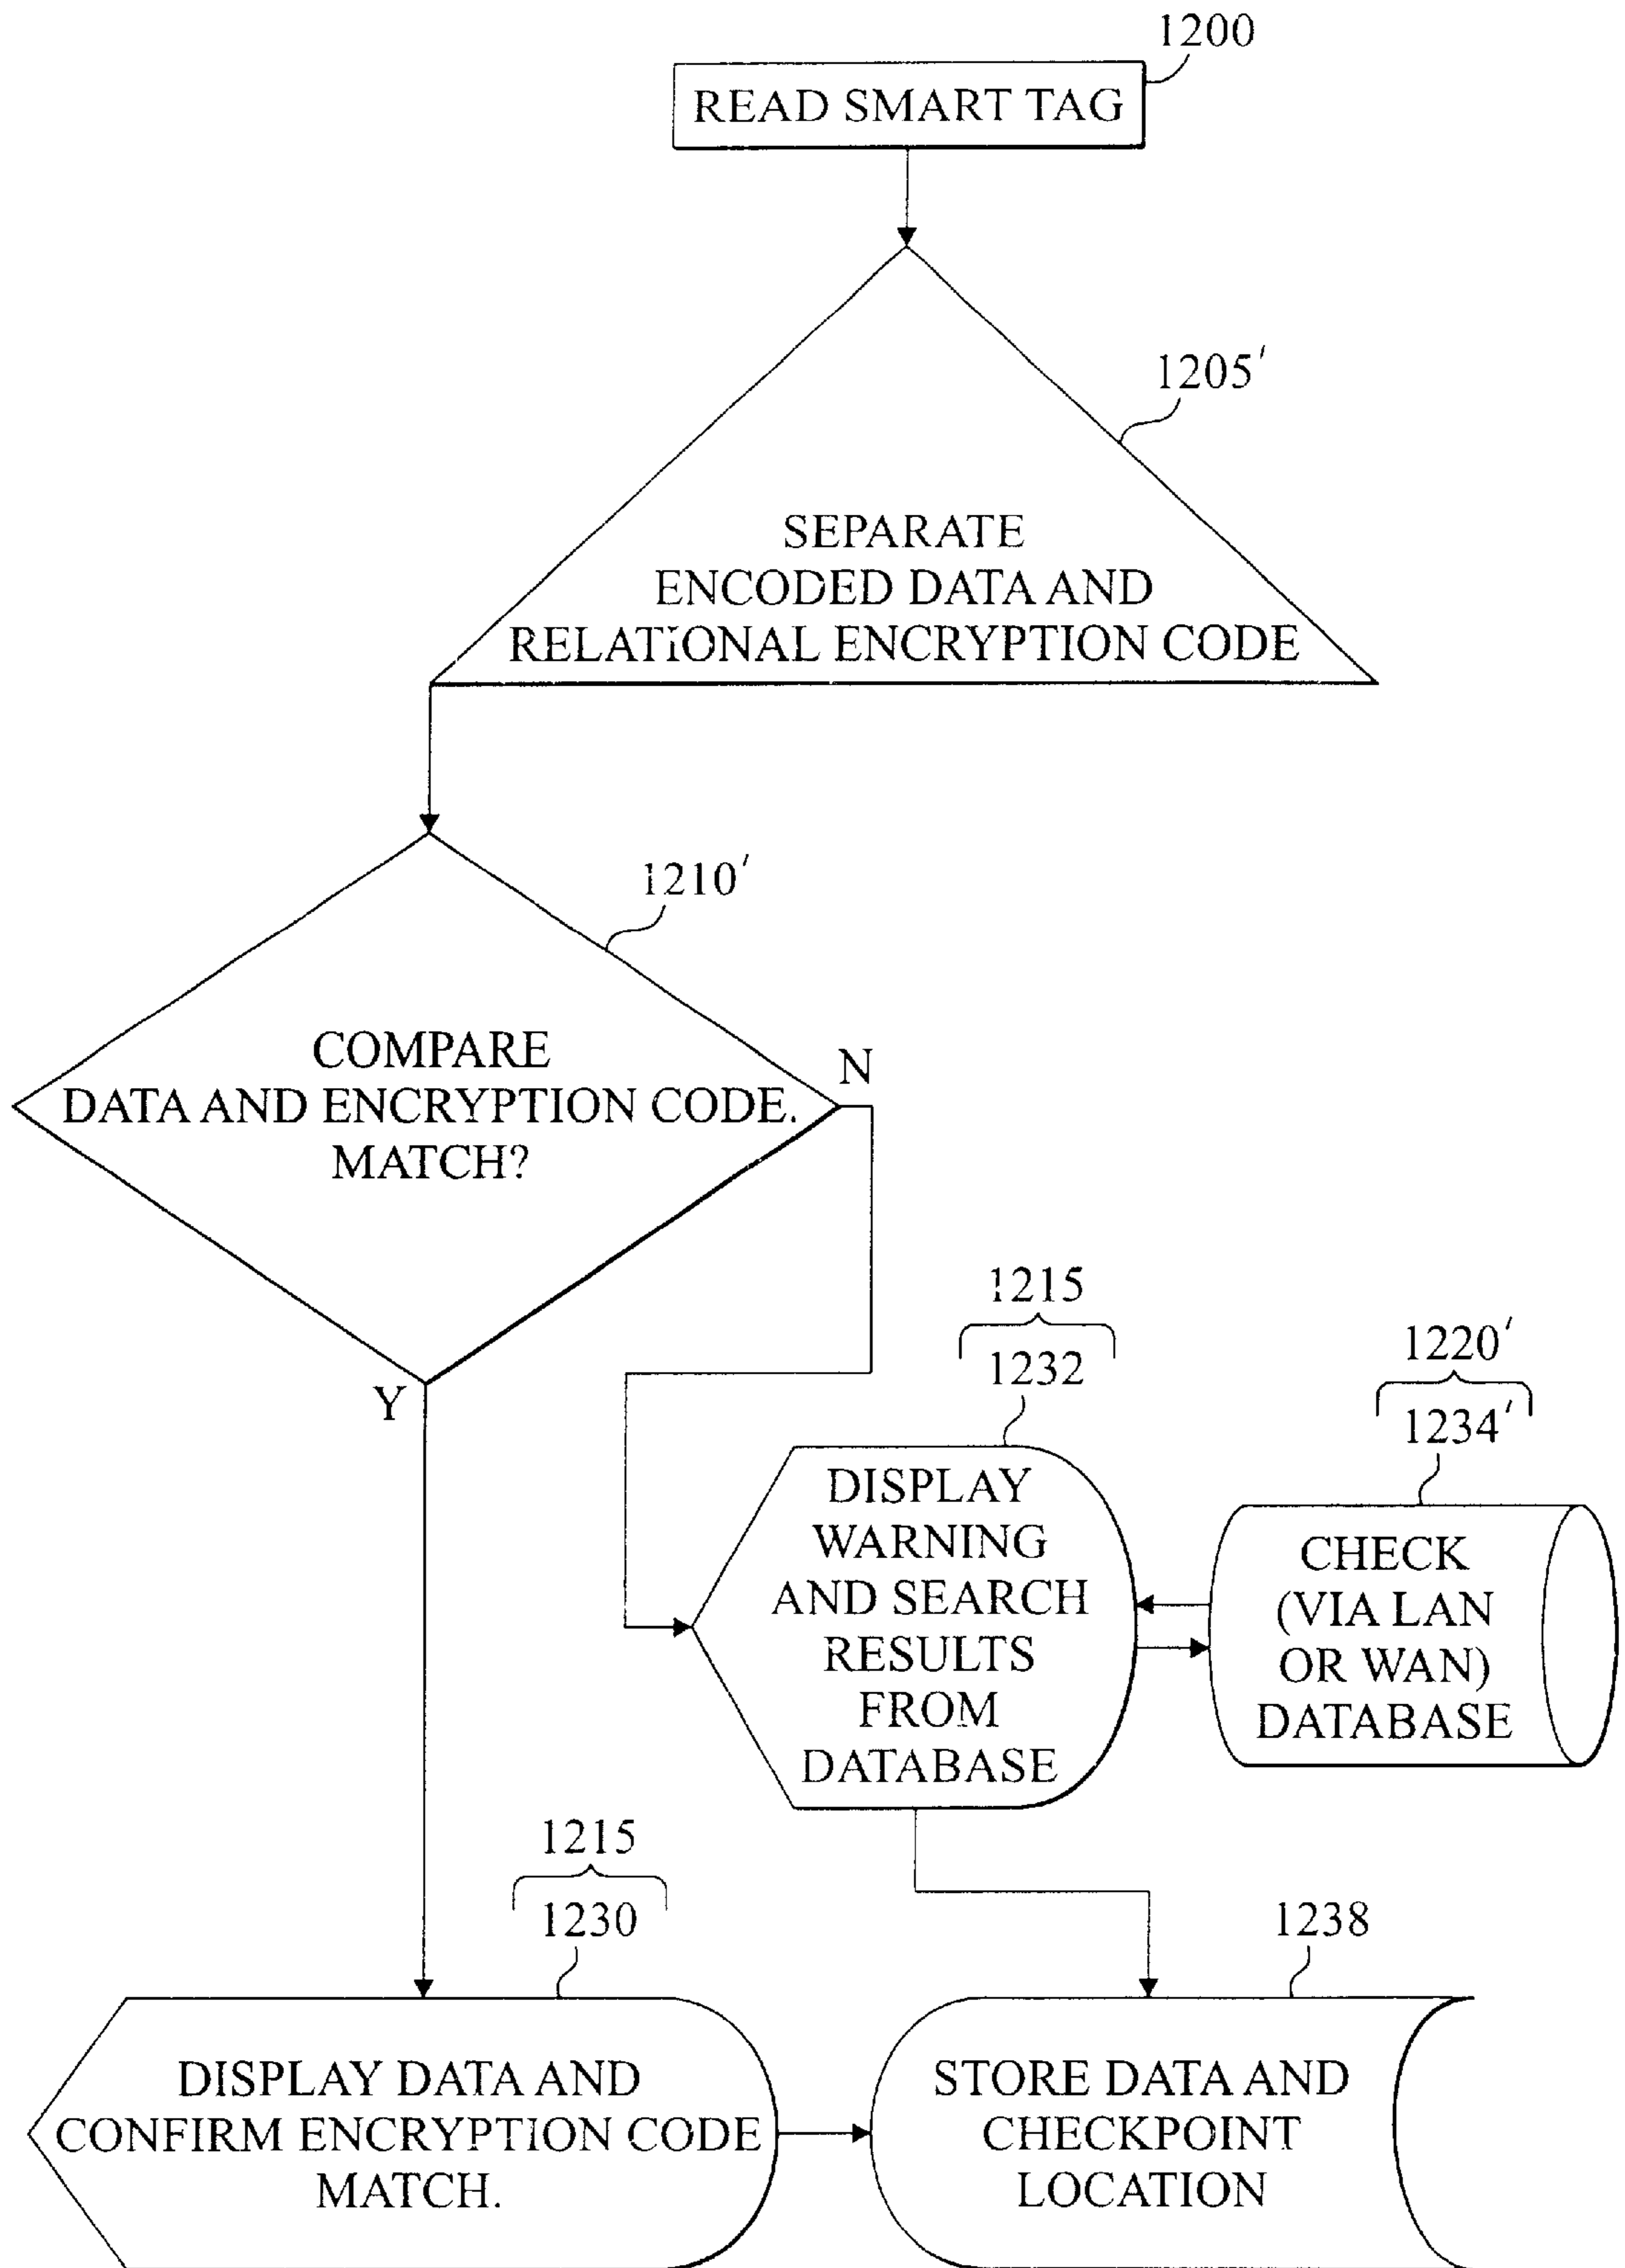 1200
READ SMART TAG
1205'
SEPARATE
ENCODED DATA AND
RELATIONAL ENCRYPTION CODE
1210'
COMPARE
DATA AND ENCRYPTION CODE.
MATCH?
N
Y
1215
1232
1220'
1234'
DISPLAY
WARNING
AND SEARCH
RESULTS
FROM
DATABASE
CHECK
(VIA LAN
OR WAN)
DATABASE
1215
1230
1238
DISPLAY DATA AND
CONFIRM ENCRYPTION CODE
MATCH.
STORE DATA AND
CHECKPOINT
LOCATION